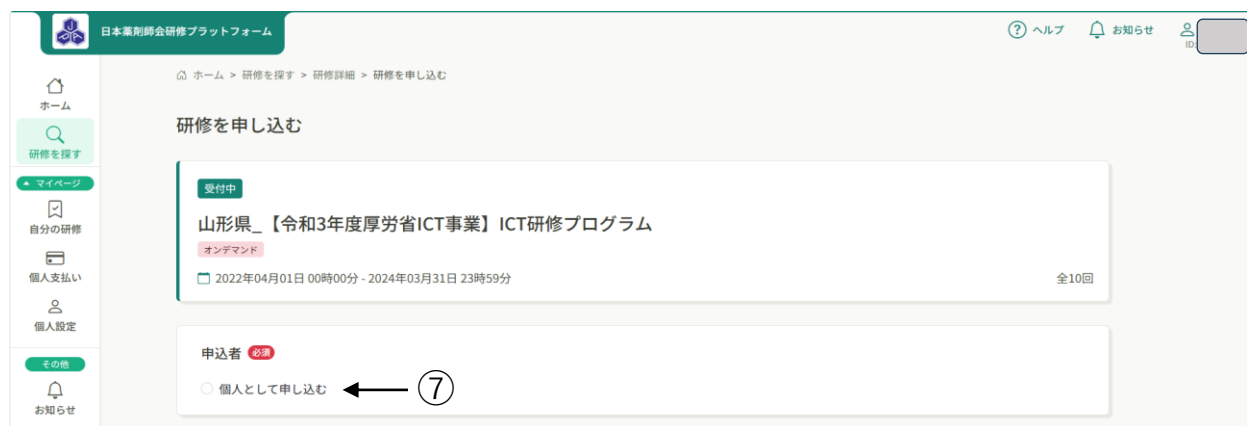 日本薬剤師会研修プラットフォーム
? ヘルプ
お知らせ
ID:
ホーム > 研修を探す > 研修詳細 > 研修を申し込む
ホーム
研修を探す
マイページ
自分の研修
個人支払い
個人設定
その他
お知らせ
研修を申し込む
受付中
山形県_【令和3年度厚労省ICT事業】ICT研修プログラム
オンデマンド
2022年04月01日 00時00分 - 2024年03月31日 23時59分
全10回
申込者 必須
個人として申し込む
⑦